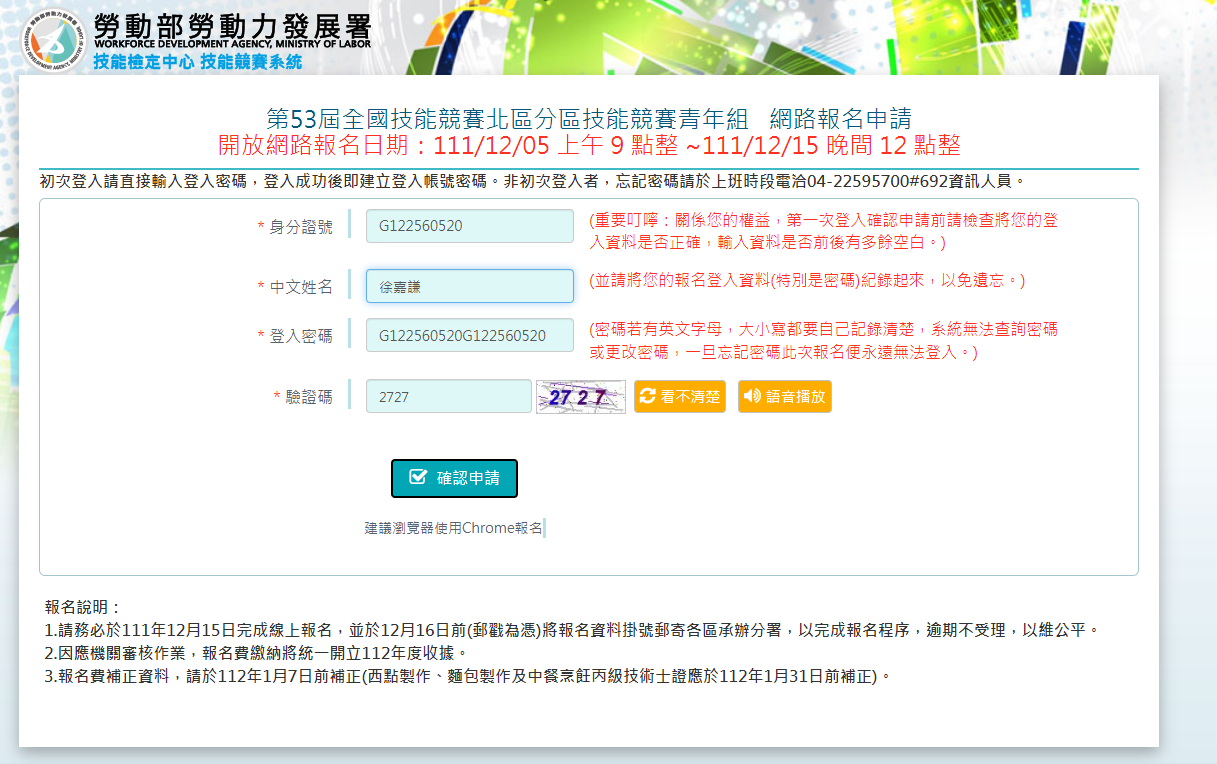 勞動部勞動力發展署
WORKFORCE DEVELOPMENT AGENCY, MINISTRY OF LABOR
技能檢定中心 技能競賽系統
第53屆全國技能競賽北區分區技能競賽青年組 網路報名申請
開放網路報名日期：111/12/05 上午 9 點整 ~111/12/15 晚間 12 點整
初次登入請直接輸入登入密碼，登入成功後即建立登入帳號密碼。非初次登入者，忘記密碼請於上班時段電洽04-22595700#692資訊人員。
* 身分證號 G122560520 (重要叮嚀：關係您的權益，第一次登入確認申請前請檢查將您的登
入資料是否正確，輸入資料是否前後有多餘空白。)
* 中文姓名 徐嘉謙 (並請將您的報名登入資料(特別是密碼)紀錄起來，以免遺忘。)
* 登入密碼 G122560520G122560520 (密碼若有英文字母，大小寫都要自己記錄清楚，系統無法查詢密碼
或更改密碼，一旦忘記密碼此次報名便永遠無法登入。)
* 驗證碼 2727 2727 看不清楚 語音播放
確認申請
建議瀏覽器使用Chrome報名
報名說明：
1.請務必於111年12月15日完成線上報名，並於12月16日前(郵戳為憑)將報名資料掛號郵寄各區承辦分署，以完成報名程序，逾期不受理，以維公平。
2.因應機關審核作業，報名費繳納將統一開立112年度收據。
3.報名費補正資料，請於112年1月7日前補正(西點製作、麵包製作及中餐烹飪丙級技術士證應於112年1月31日前補正)。